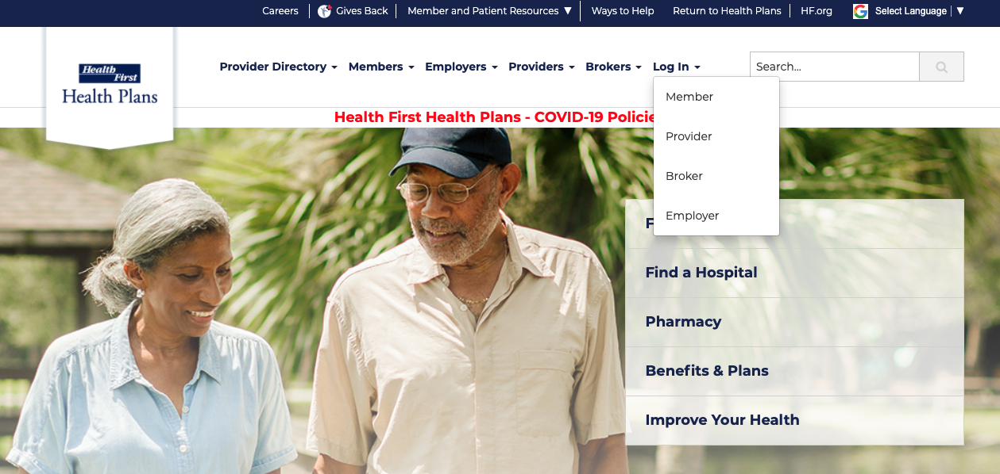 Careers
Gives Back
Member and Patient Resources ▼
Ways to Help
Return to Health Plans
HF.org
Select Language ▼
Health First
Health Plans
Provider Directory
Members
Employers
Providers
Brokers
Log In
Search...
Member
Provider
Broker
Employer
Health First Health Plans - COVID-19
Find a Hospital
Pharmacy
Benefits & Plans
Improve Your Health